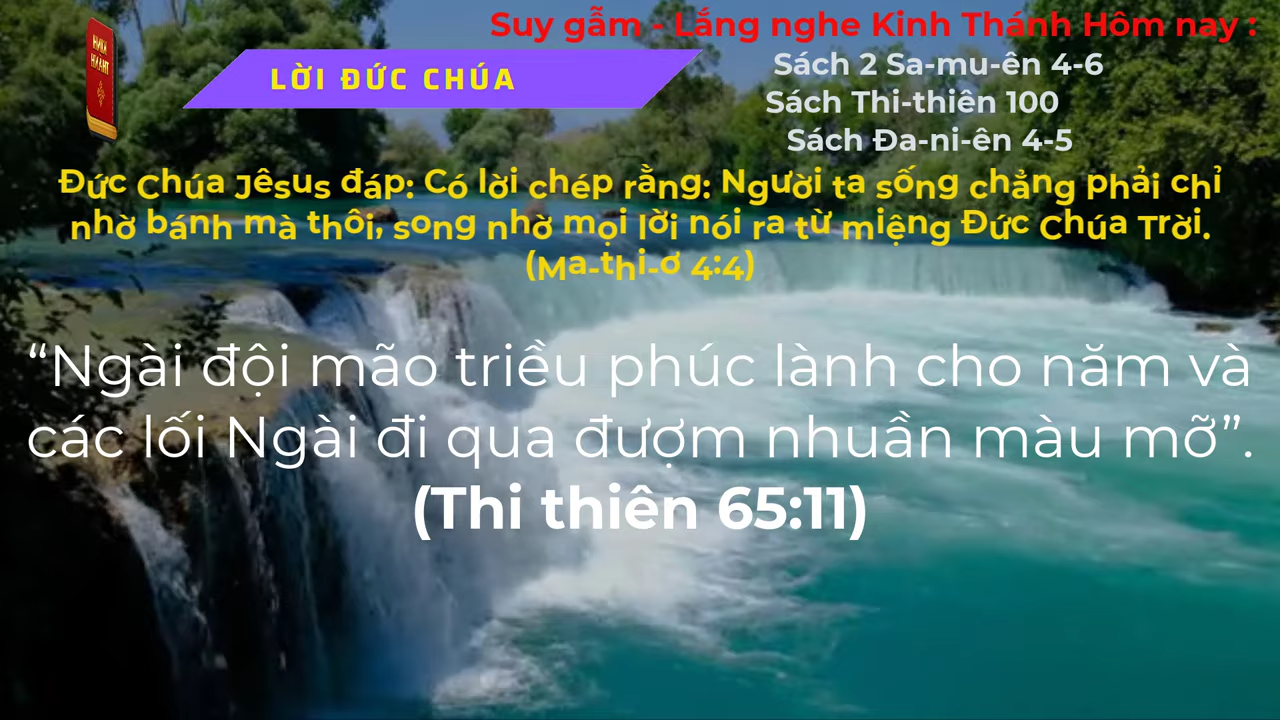 Suy gẫm - Lắng nghe Kinh Thánh Hôm nay :
KINH
THÁNH
LỜI ĐỨC CHÚA
Sách 2 Sa-mu-ên 4-6
Sách Thi-thiên 100
Sách Đa-ni-ên 4-5
Đức Chúa Jêsus đáp: Có lời chép rằng: Người ta sống chẳng phải chỉ
nhờ bánh mà thôi, song nhờ mọi lời nói ra từ miệng Đức Chúa Trời.
(Ma-thi-ơ 4:4)
“Ngài đội mão triều phúc lành cho năm và
các lối Ngài đi qua đượm nhuần màu mỡ”.
(Thi thiên 65:11)